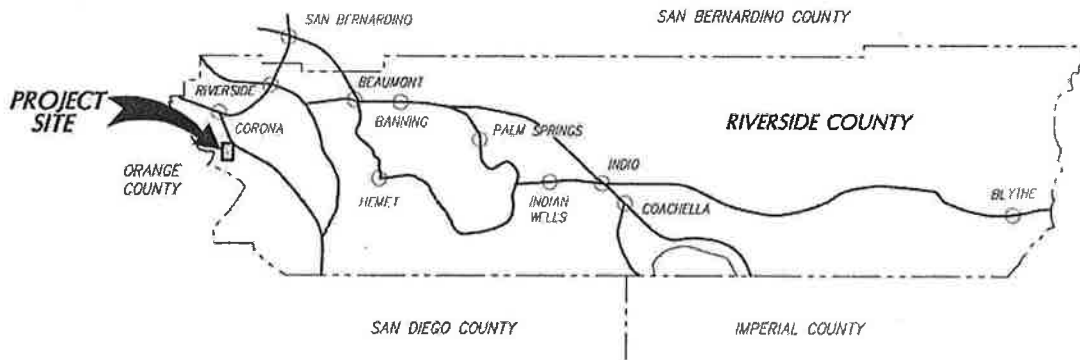 SAN BERNARDINO
SAN BERNARDINO COUNTY
PROJECT
SITE
RIVERSIDE
CORONA
BEAUMONT
BANNING
PALM SPRINGS
RIVERSIDE COUNTY
ORANGE
COUNTY
HEMET
INDIAN
WELLS
INDIO
COACHELLA
BLYTHE
SAN DIEGO COUNTY
IMPERIAL COUNTY